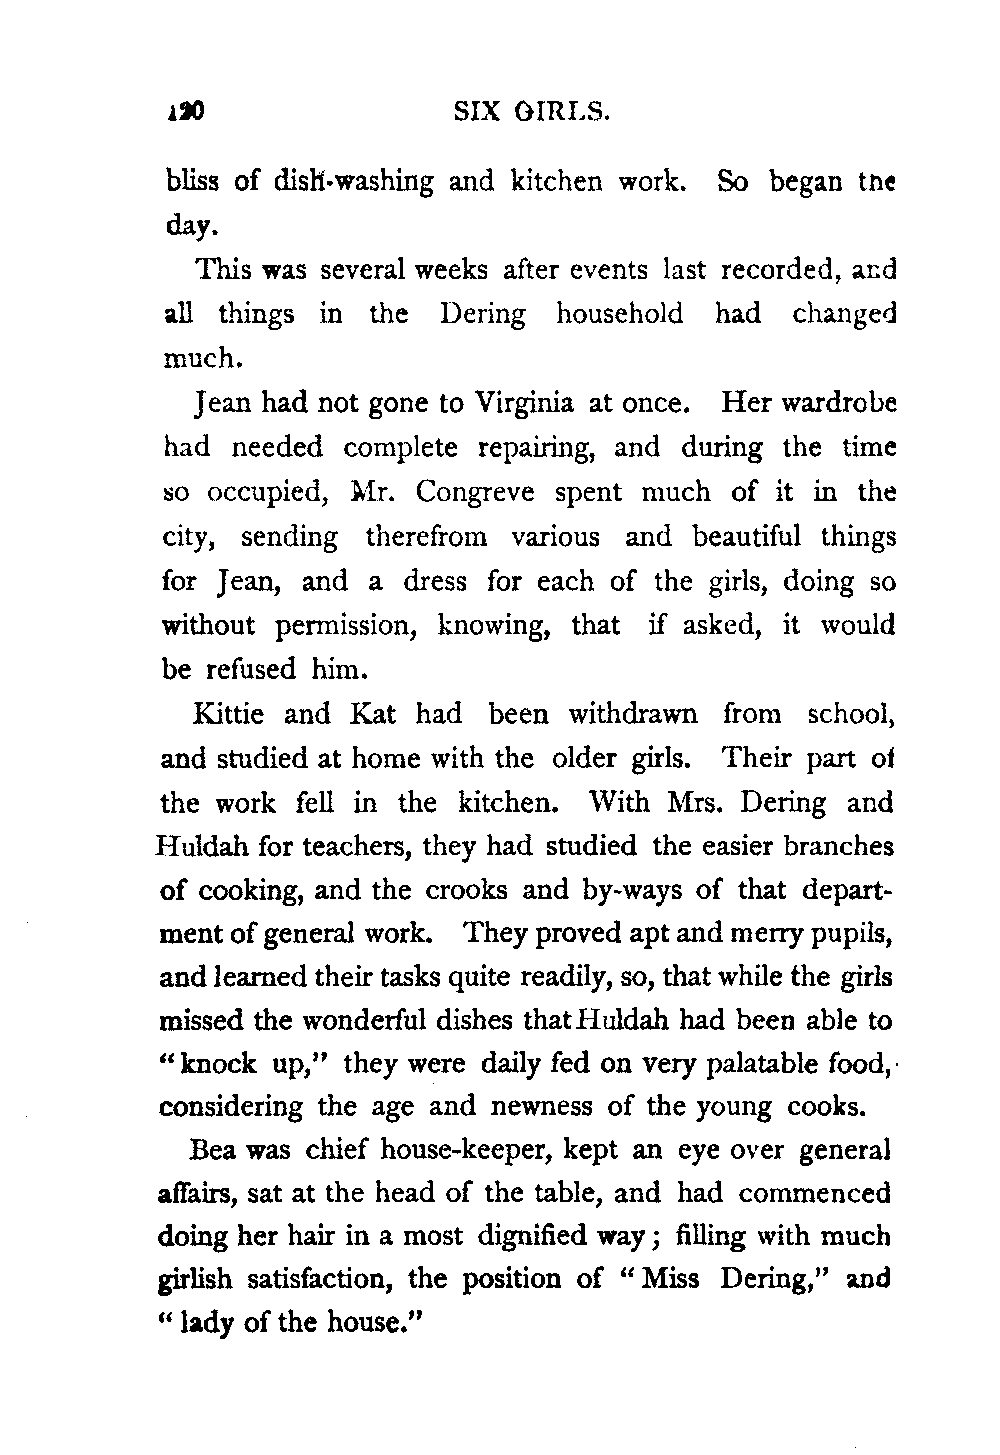 120 SIX GIRLS.
bliss of dish-washing and kitchen work. So began the
day.
This was several weeks after events last recorded, and
all things in the Dering household had changed
much.
Jean had not gone to Virginia at once. Her wardrobe
had needed complete repairing, and during the time
so occupied, Mr. Congreve spent much of it in the
city, sending therefrom various and beautiful things
for Jean, and a dress for each of the girls, doing so
without permission, knowing, that if asked, it would
be refused him.
Kittie and Kat had been withdrawn from school,
and studied at home with the older girls. Their part of
the work fell in the kitchen. With Mrs. Dering and
Huldah for teachers, they had studied the easier branches
of cooking, and the crooks and by-ways of that depart-
ment of general work. They proved apt and merry pupils,
and learned their tasks quite readily, so, that while the girls
missed the wonderful dishes that Huldah had been able to
“knock up,” they were daily fed on very palatable food,
considering the age and newness of the young cooks.
Bea was chief house-keeper, kept an eye over general
affairs, sat at the head of the table, and had commenced
doing her hair in a most dignified way; filling with much
girlish satisfaction, the position of “Miss Dering,” and
“lady of the house.”